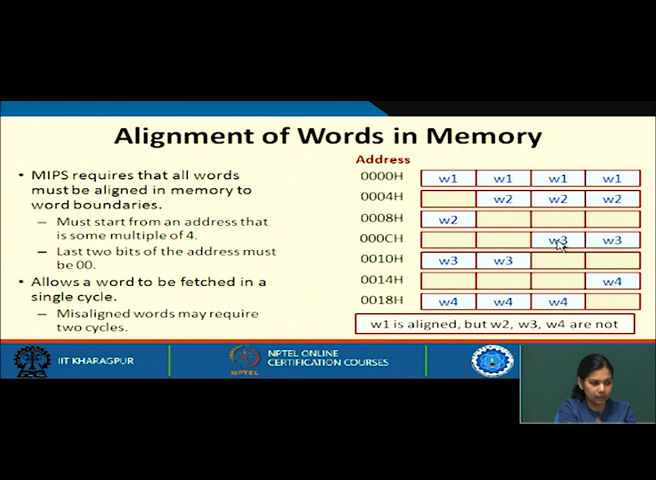 Alignment of Words in Memory
• MIPS requires that all words
must be aligned in memory to
word boundaries.
– Must start from an address that
is some multiple of 4.
– Last two bits of the address must
be 00.
• Allows a word to be fetched in a
single cycle.
– Misaligned words may require
two cycles.
Address
0000H w1 w1 w1 w1
0004H w2 w2 w2
0008H w2
000CH w3 w3
0010H w3 w3
0014H w4
0018H w4 w4 w4
w1 is aligned, but w2, w3, w4 are not
IIT KHARAGPUR
NPTEL
NPTEL ONLINE
CERTIFICATION COURSES